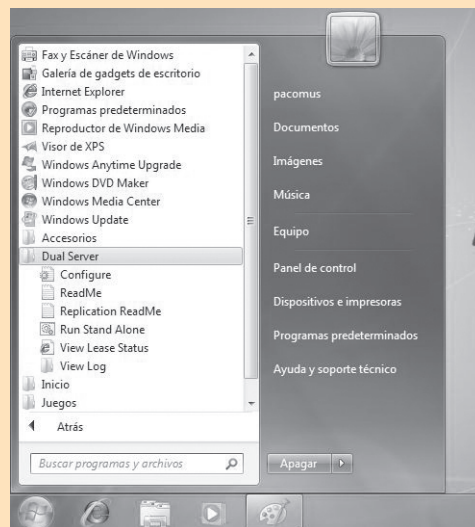 Fax y Escáner de Windows
Galería de gadgets de escritorio
Internet Explorer
Programas predeterminados
Reproductor de Windows Media
Visor de XPS
Windows Anytime Upgrade
Windows DVD Maker
Windows Media Center
Windows Update
Accesorios
Dual Server
Configure
ReadMe
Replication ReadMe
Run Stand Alone
View Lease Status
View Log
Inicio
Juegos
Atrás
Buscar programas y archivos
pacomus
Documentos
Imágenes
Música
Equipo
Panel de control
Dispositivos e impresoras
Programas predeterminados
Ayuda y soporte técnico
Apagar